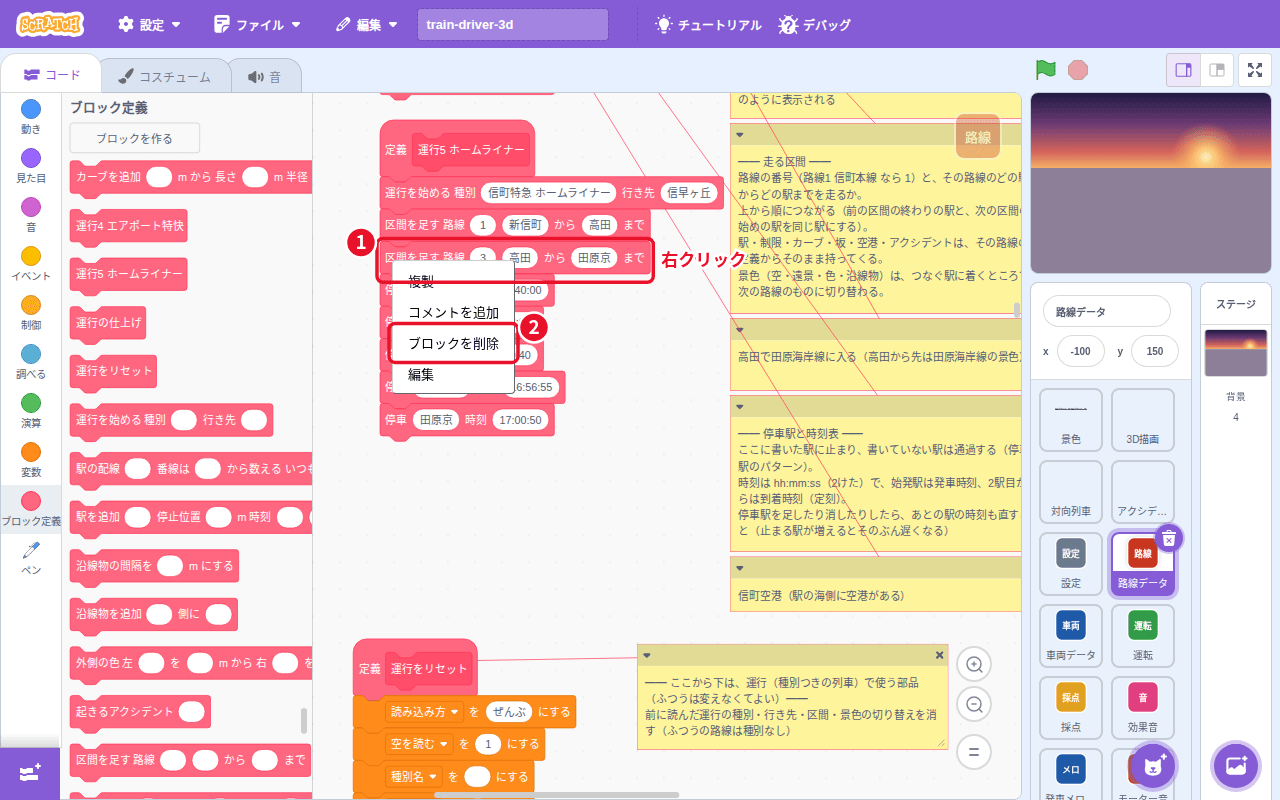 SCRATCH
設定
ファイル
編集
train-driver-3d
チュートリアル
デバッグ
コード
コスチューム
音
動き
見た目
音
イベント
制御
調べる
演算
変数
ブロック定義
ペン
ブロック定義
ブロックを作る
カーブを追加 m から 長さ m 半径
運行4 エアポート特快
運行5 ホームライナー
運行の仕上げ
運行をリセット
運行を始める 種別 行き先
駅の配線 番線は から数える いつも
駅を追加 停止位置 m 時刻
沿線物の間隔を m にする
沿線物を追加 側に
外側の色 左 を m から 右 を
起きるアクシデント
区間を足す 路線 から まで
定義 運行5 ホームライナー
運行を始める 種別 信町特急 ホームライナー 行き先 信早ヶ丘
区間を足す 路線 1 新信町 から 高田 まで
1
区間を足す 路線 3 高田 から 田原京 まで
右クリック
複製
コメントを追加
2
ブロックを削除
編集
40:00
40
6:56:55
停車 田原京 時刻 17:00:50
定義 運行をリセット
読み込み方 を ぜんぶ にする
空を読む を 1 にする
種別名 を にする
のように表示される
路線
━━ 走る区間 ━━
路線の番号（路線1 信町本線 なら 1）と、その路線のどの駅
からどの駅までを走るか。
上から順につながる（前の区間の終わりの駅と、次の区間の
始めの駅を同じ駅にする）。
駅・制限・カーブ・坂・空港・アクシデントは、その路線の
定義からそのまま持ってくる。
景色（空・遠景・色・沿線物）は、つなぐ駅に着くところで
次の路線のものに切り替わる。
高田で田原海岸線に入る（高田から先は田原海岸線の景色）
━━ 停車駅と時刻表 ━━
ここに書いた駅に止まり、書いていない駅は通過する（停車
駅のパターン）。
時刻は hh:mm:ss（2けた）で、始発駅は発車時刻、2駅目か
らは到着時刻（定刻）。
停車駅を足したり消したりしたら、あとの駅の時刻も直すこ
と（止まる駅が増えるとそのぶん遅くなる）
信町空港（駅の海側に空港がある）
━━ ここから下は、運行（種別つきの列車）で使う部品
（ふつうは変えなくてよい）━━
前に読んだ運行の種別・行き先・区間・景色の切り替えを消
す（ふつうの路線は種別なし）
路線データ
x -100 y 150
景色
3D描画
対向列車
アクシデ...
設定
設定
路線
路線データ
車両
車両データ
運転
運転
採点
採点
音
効果音
メロ
発車メロ...
モーター音
ステージ
背景
4